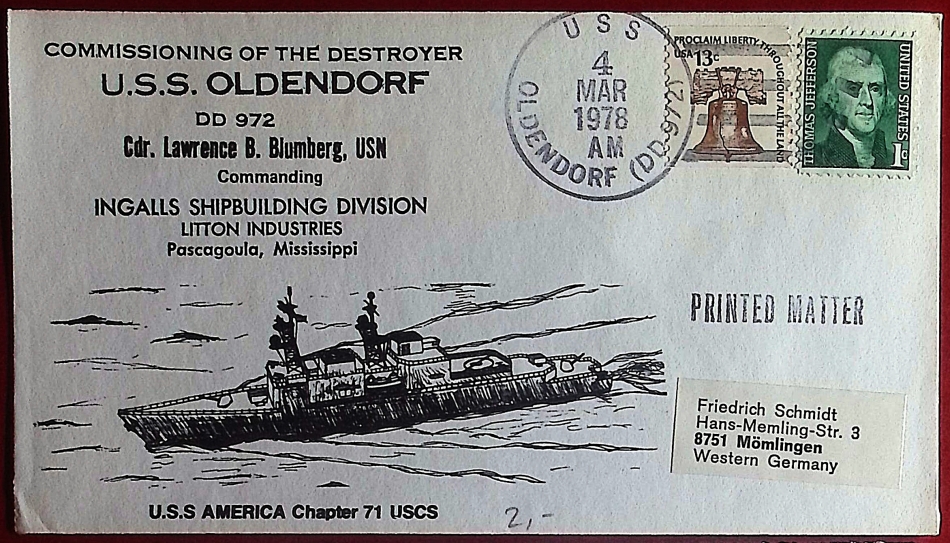 COMMISSIONING OF THE DESTROYER
U.S.S. OLDENDORF
DD 972
Cdr. Lawrence B. Blumberg, USN
Commanding
INGALLS SHIPBUILDING DIVISION
LITTON INDUSTRIES
Pascagoula, Mississippi
USS
4
MAR
1978
AM
OLDENDORF (DD-972)
PROCLAIM LIBERTY THROUGHOUT ALL THE LAND
USA 13c
THOMAS JEFFERSON
UNITED STATES
1c
PRINTED MATTER
Friedrich Schmidt
Hans-Memling-Str. 3
8751 Mömlingen
Western Germany
U.S.S AMERICA Chapter 71 USCS
2,-